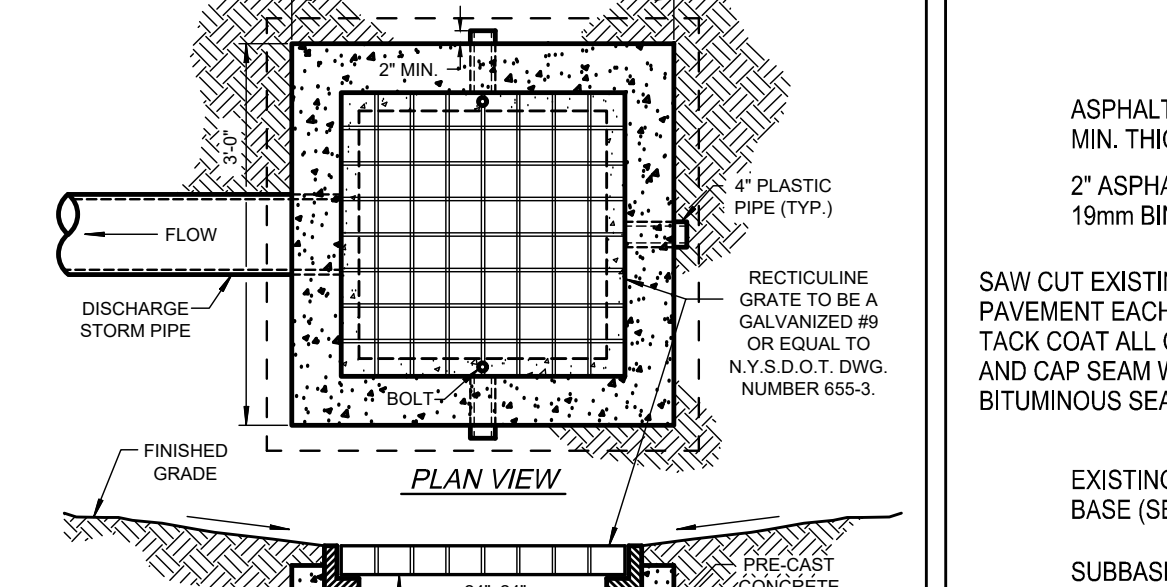 2" MIN.
3'-0"
FLOW
DISCHARGE
STORM PIPE
4" PLASTIC
PIPE (TYP.)
RECTICULINE
GRATE TO BE A
GALVANIZED #9
OR EQUAL TO
N.Y.S.D.O.T. DWG.
NUMBER 655-3.
BOLT
FINISHED
GRADE
PLAN VIEW
PRE-CAST
CONCRETE
2" ASPHA
19mm BIN
SAW CUT EXISTIN
PAVEMENT EACH
TACK COAT ALL
AND CAP SEAM
BITUMINOUS SEA
ASPHALT
MIN. THIC
EXISTING
BASE (SE
SUBBAS